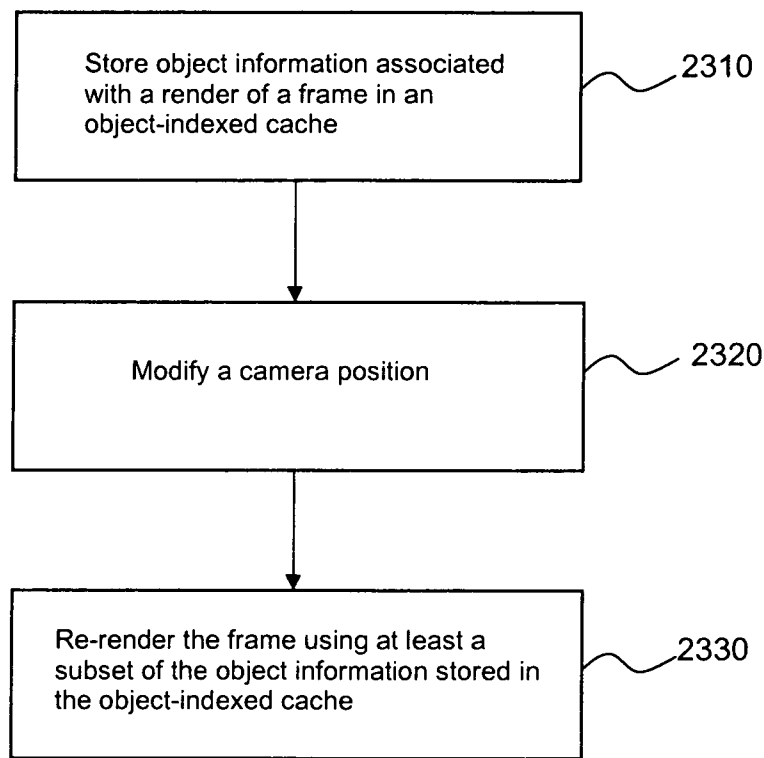 Store object information associated
with a render of a frame in an
object-indexed cache
2310
Modify a camera position
2320
Re-render the frame using at least a
subset of the object information stored in
the object-indexed cache
2330